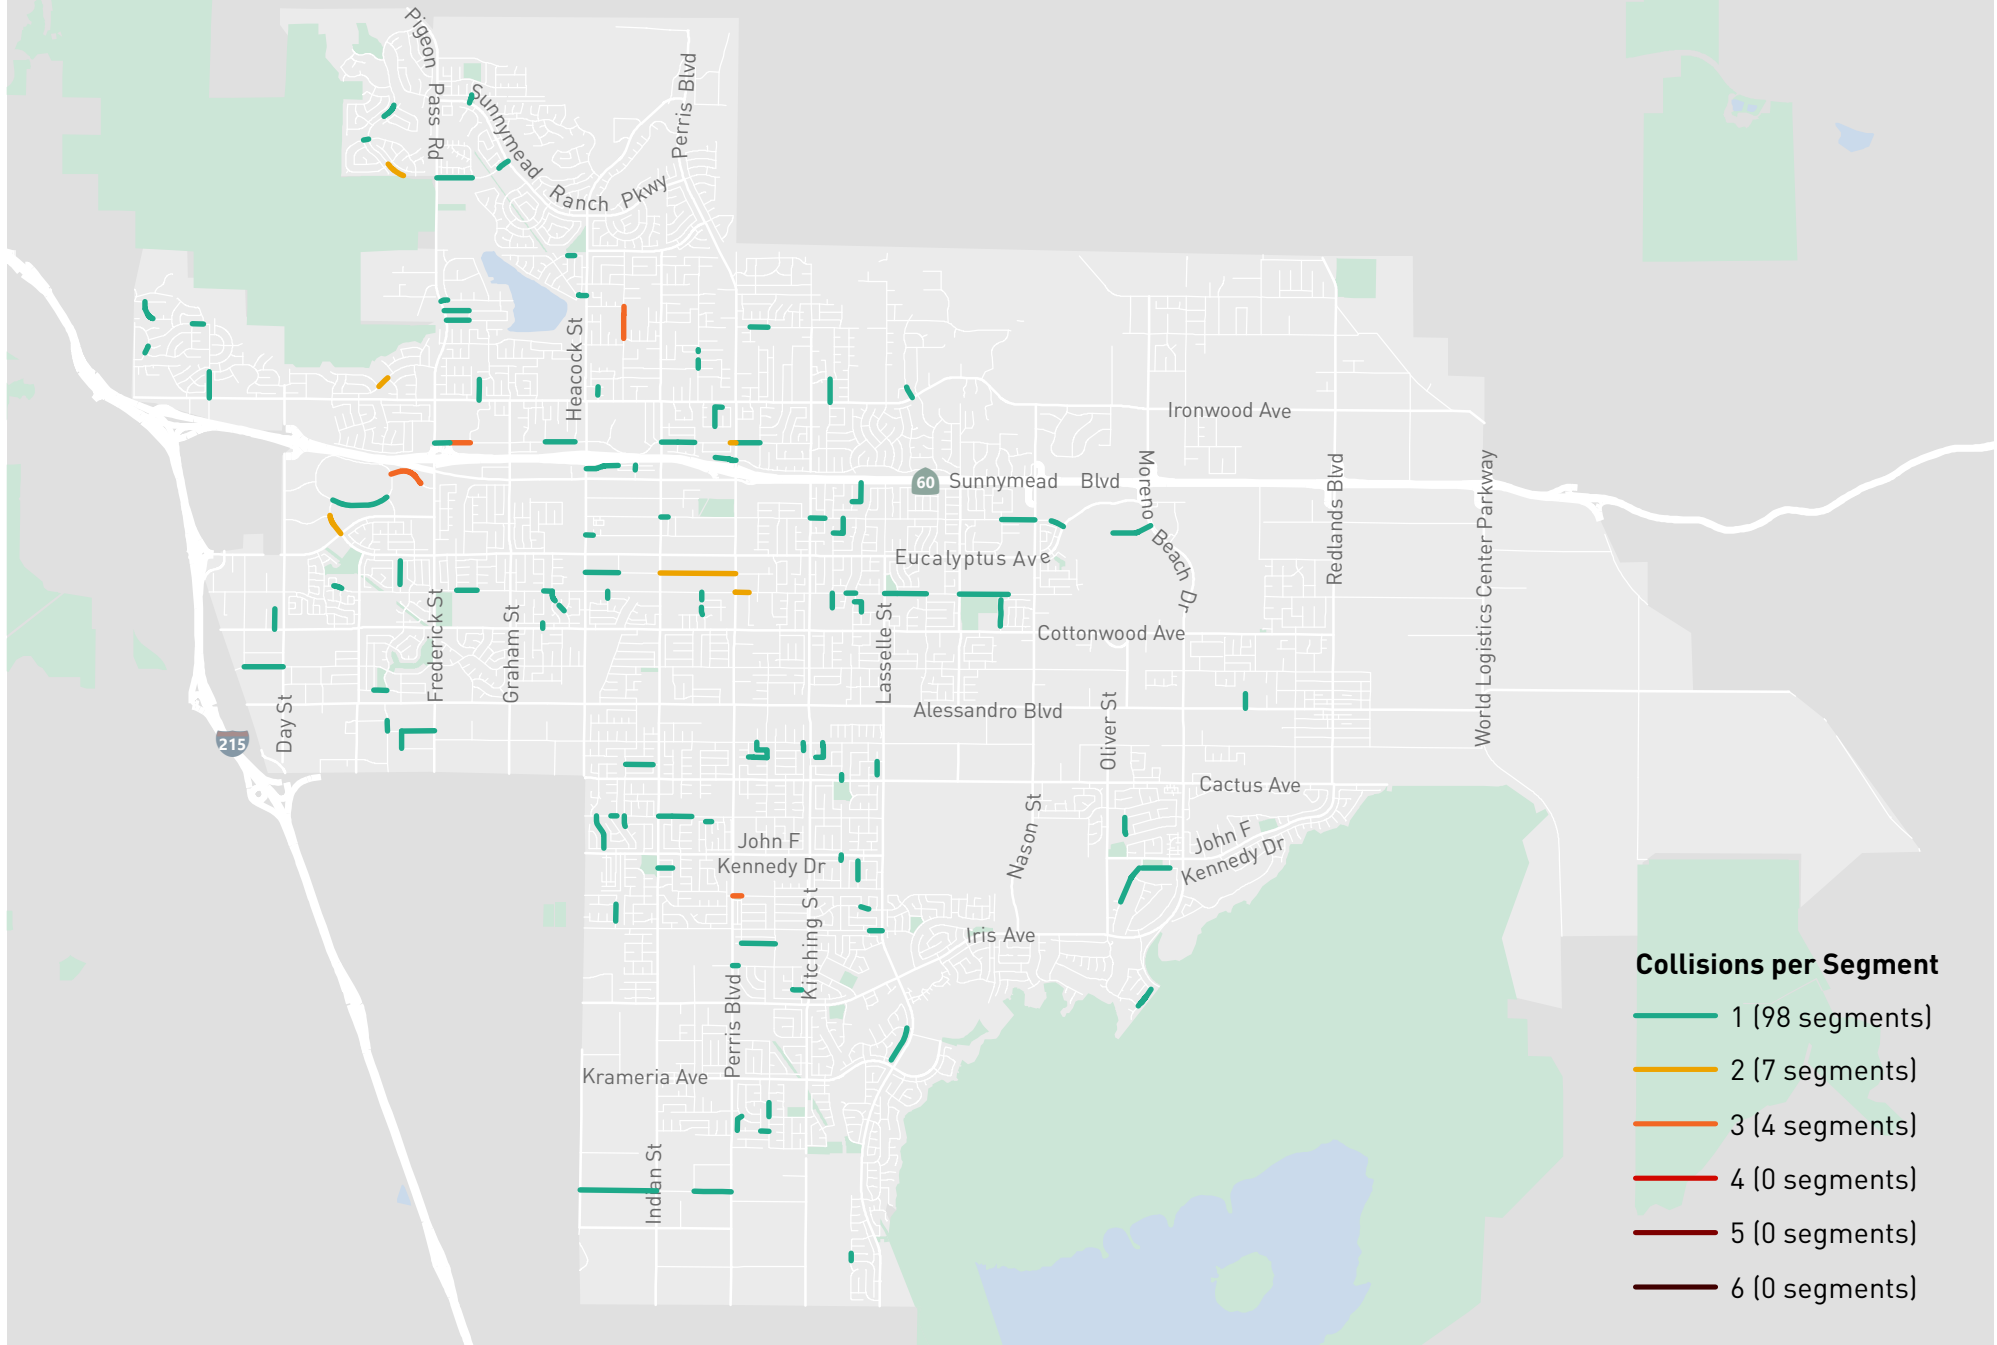 Pigeon Pass Rd
Sunnymead Ranch Pkwy
Perris Blvd
Heacock St
Ironwood Ave
60
Sunnymead Blvd
Moreno Beach Dr
Redlands Blvd
World Logistics Center Parkway
Eucalyptus Ave
Frederick St
Graham St
Lasselle St
Cottonwood Ave
Day St
215
Alessandro Blvd
Oliver St
Cactus Ave
Nason St
John F
Kennedy Dr
John F
Kennedy Dr
Kitching St
Iris Ave
Perris Blvd
Krameria Ave
Indian St
Collisions per Segment
1 (98 segments)
2 (7 segments)
3 (4 segments)
4 (0 segments)
5 (0 segments)
6 (0 segments)